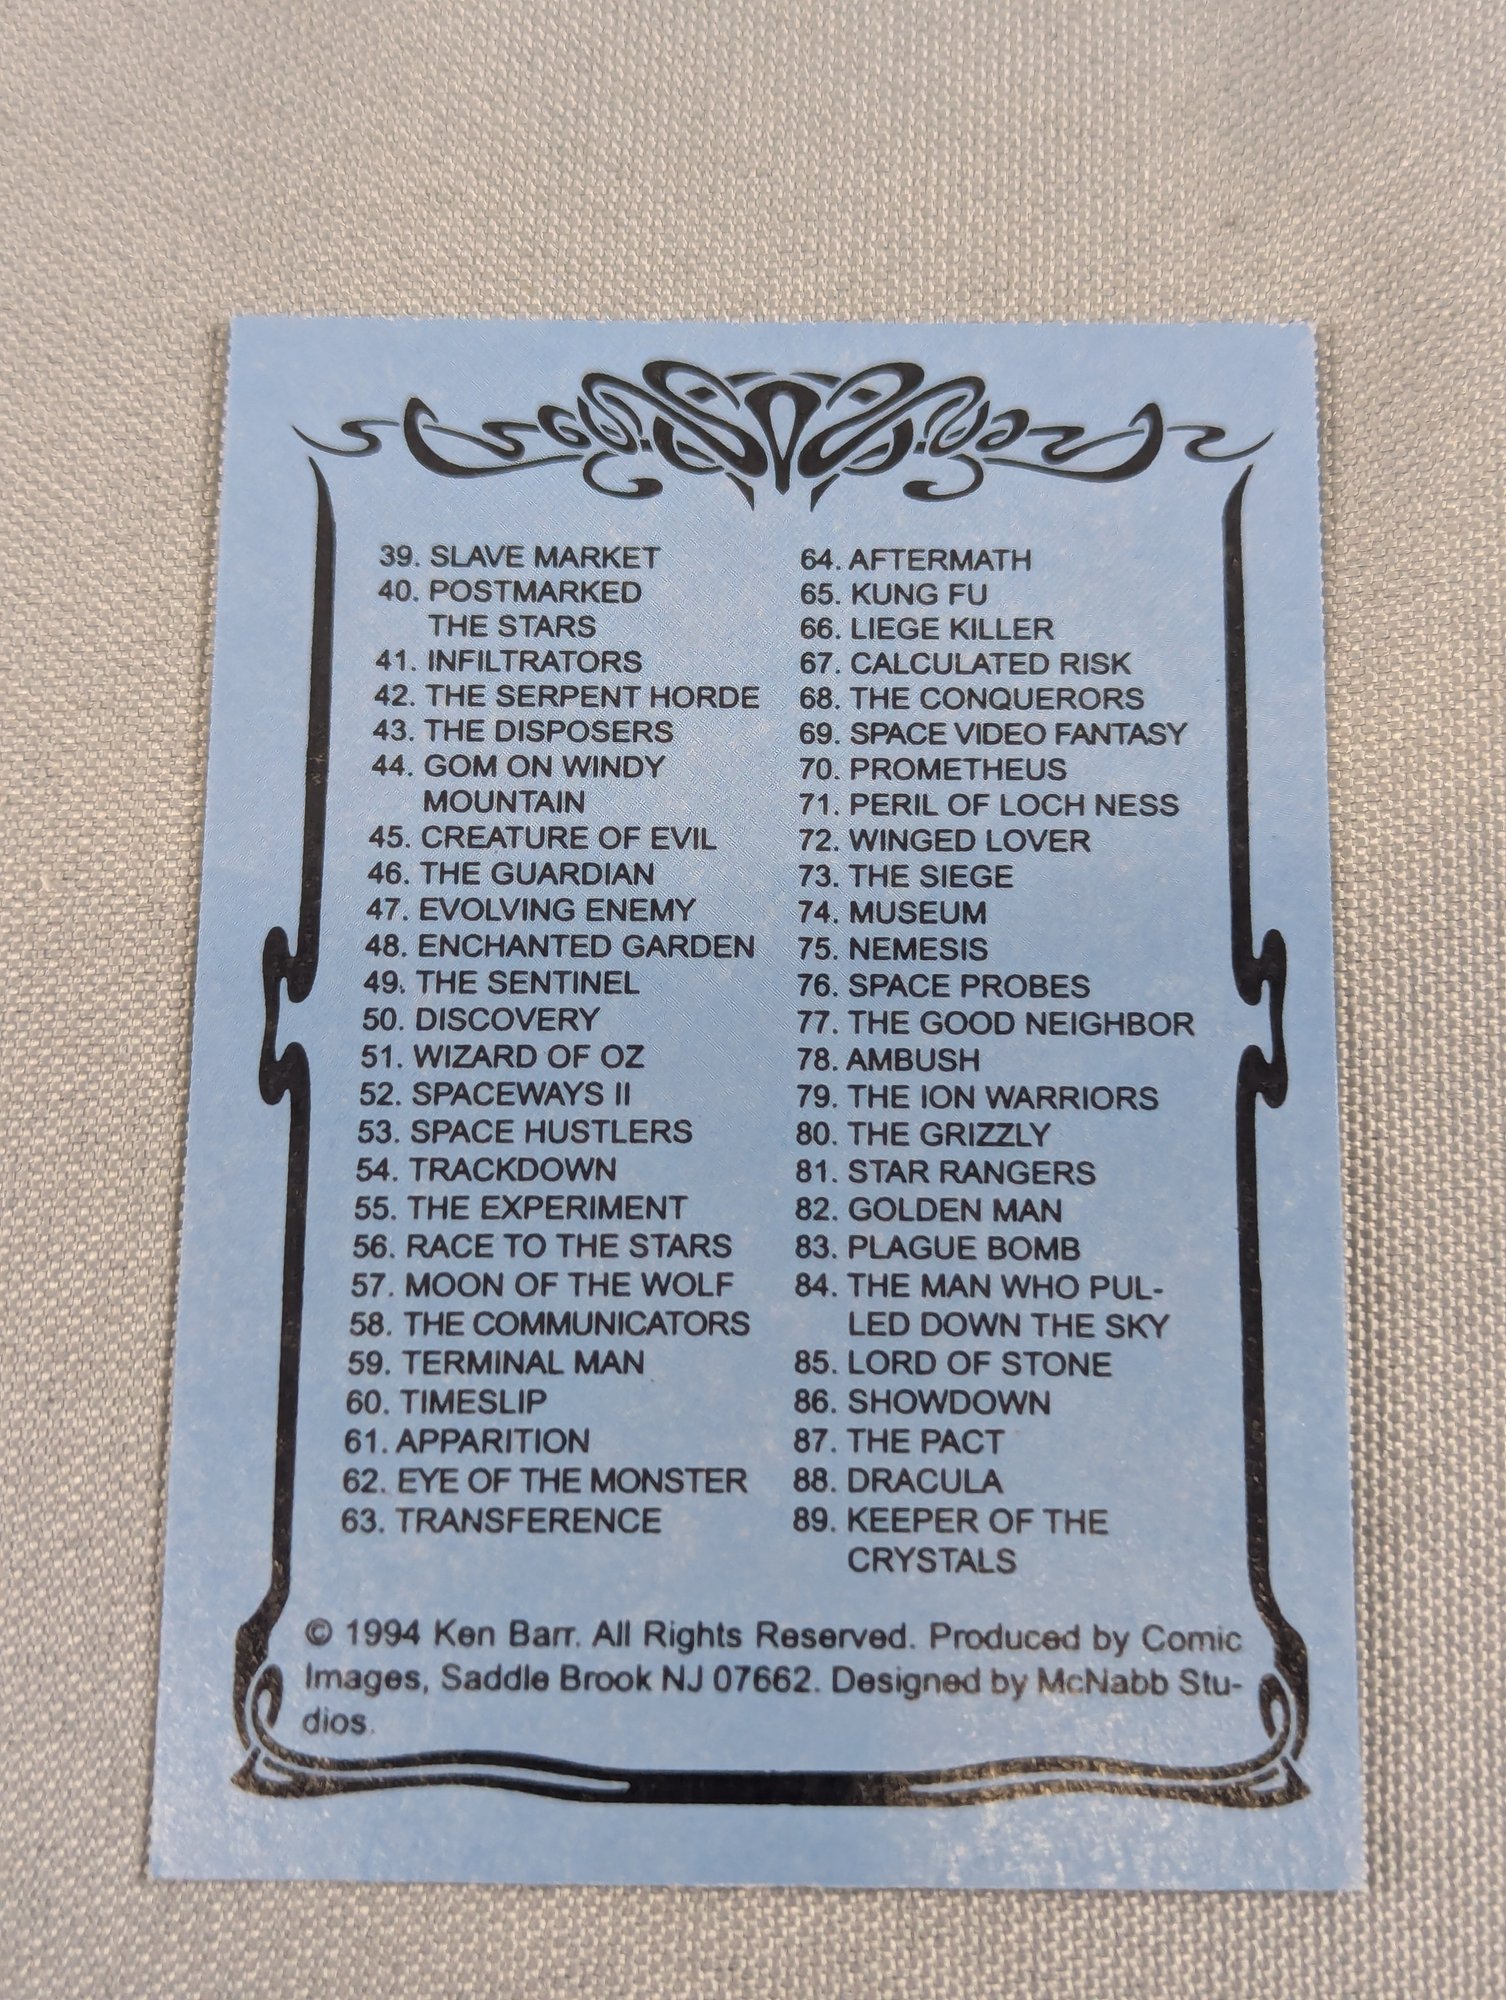 39. SLAVE MARKET
40. POSTMARKED
THE STARS
41. INFILTRATORS
42. THE SERPENT HORDE
43. THE DISPOSERS
44. GOM ON WINDY
MOUNTAIN
45. CREATURE OF EVIL
46. THE GUARDIAN
47. EVOLVING ENEMY
48. ENCHANTED GARDEN
49. THE SENTINEL
50. DISCOVERY
51. WIZARD OF OZ
52. SPACEWAYS II
53. SPACE HUSTLERS
54. TRACKDOWN
55. THE EXPERIMENT
56. RACE TO THE STARS
57. MOON OF THE WOLF
58. THE COMMUNICATORS
59. TERMINAL MAN
60. TIMESLIP
61. APPARITION
62. EYE OF THE MONSTER
63. TRANSFERENCE
64. AFTERMATH
65. KUNG FU
66. LIEGE KILLER
67. CALCULATED RISK
68. THE CONQUERORS
69. SPACE VIDEO FANTASY
70. PROMETHEUS
71. PERIL OF LOCH NESS
72. WINGED LOVER
73. THE SIEGE
74. MUSEUM
75. NEMESIS
76. SPACE PROBES
77. THE GOOD NEIGHBOR
78. AMBUSH
79. THE ION WARRIORS
80. THE GRIZZLY
81. STAR RANGERS
82. GOLDEN MAN
83. PLAGUE BOMB
84. THE MAN WHO PUL-
LED DOWN THE SKY
85. LORD OF STONE
86. SHOWDOWN
87. THE PACT
88. DRACULA
89. KEEPER OF THE
CRYSTALS
© 1994 Ken Barr. All Rights Reserved. Produced by Comic
Images, Saddle Brook NJ 07662. Designed by McNabb Stu-
dios.